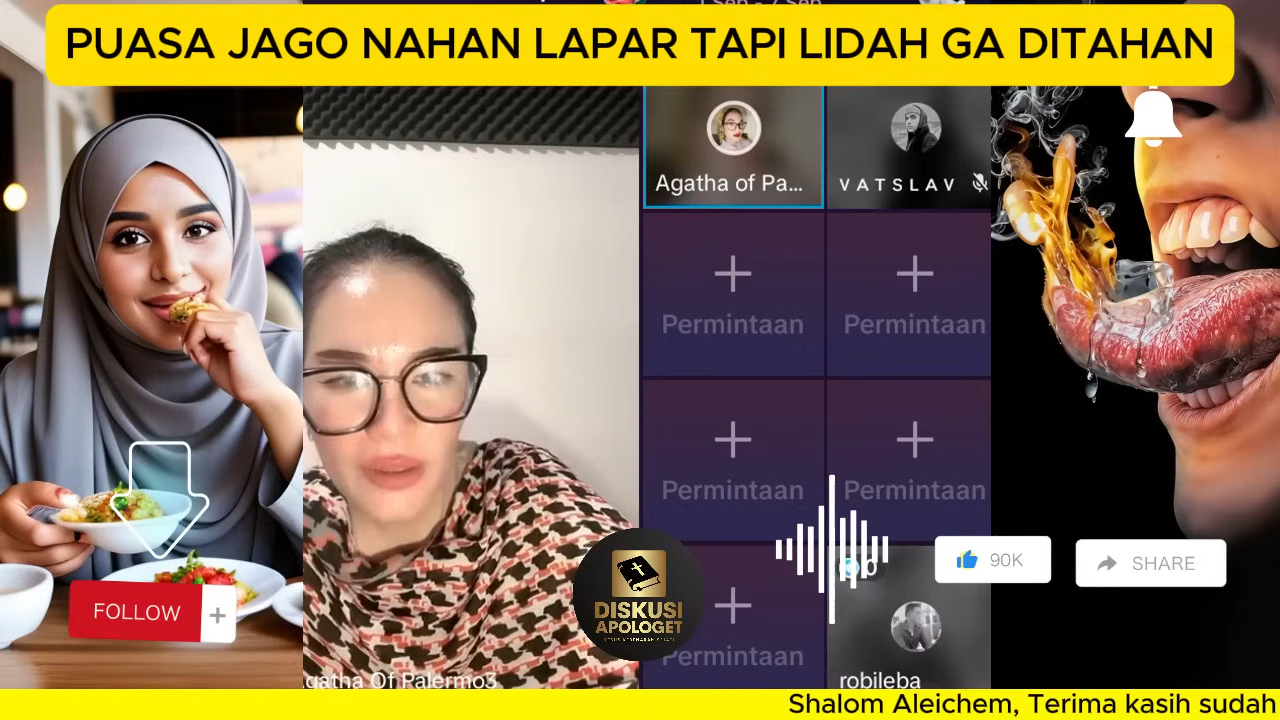 PUASA JAGO NAHAN LAPAR TAPI LIDAH GA DITAHAN
Agatha of Pa...
VATSLAV
Permintaan
Permintaan
Permintaan
Permintaan
Permintaan
FOLLOW
90K
SHARE
DISKUSI
APOLOGET
gatha Of Palermo3
robileba
Shalom Aleichem, Terima kasih sudah